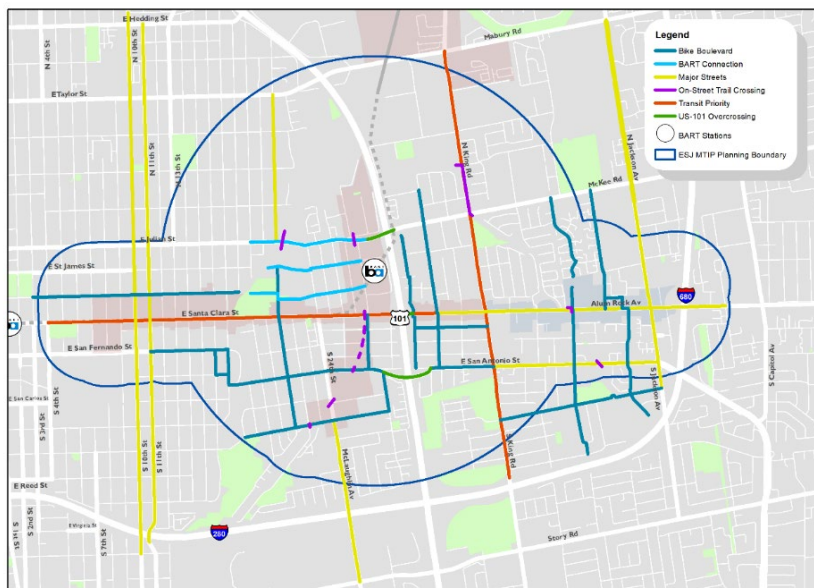 E Hedding St
N 4th St
N 10th St
Mabury Rd
E Taylor St
N 11th St
N 13th St
N King Rd
N Jackson Av
McKee Rd
E Julian St
E St James St
ba
E Santa Clara St
101
Alum Rock Av
680
E San Fernando St
S 24th St
E San Antonio St
S Capitol Av
E San Carlos St
S 4th St
S 3rd St
S Jackson Av
S 10th St
S 11th St
McLaughlin Av
S King Rd
E Reed St
S 2nd St
S 1st St
E Virginia St
S 7th St
280
Story Rd
Legend
Bike Boulevard
BART Connection
Major Streets
On-Street Trail Crossing
Transit Priority
US-101 Overcrossing
BART Stations
ESJ MTIP Planning Boundary